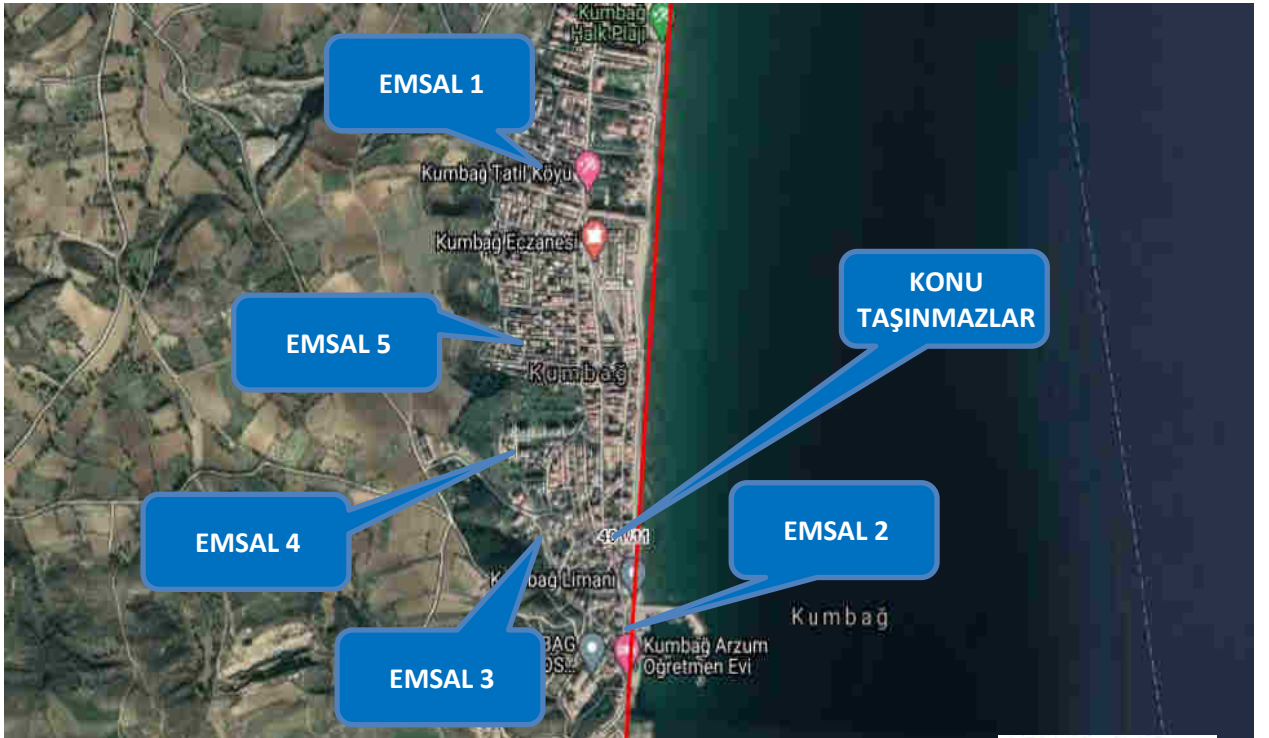 Kumbağ
Halk Plajı
EMSAL 1
Kumbağ Tatil Köyü
Kumbağ Eczanesi
KONU
TAŞINMAZLAR
EMSAL 5
Kumbağ
EMSAL 2
EMSAL 4
Limanı
Kumbağ
Kumbağ Arzum
Öğretmen Evi
EMSAL 3